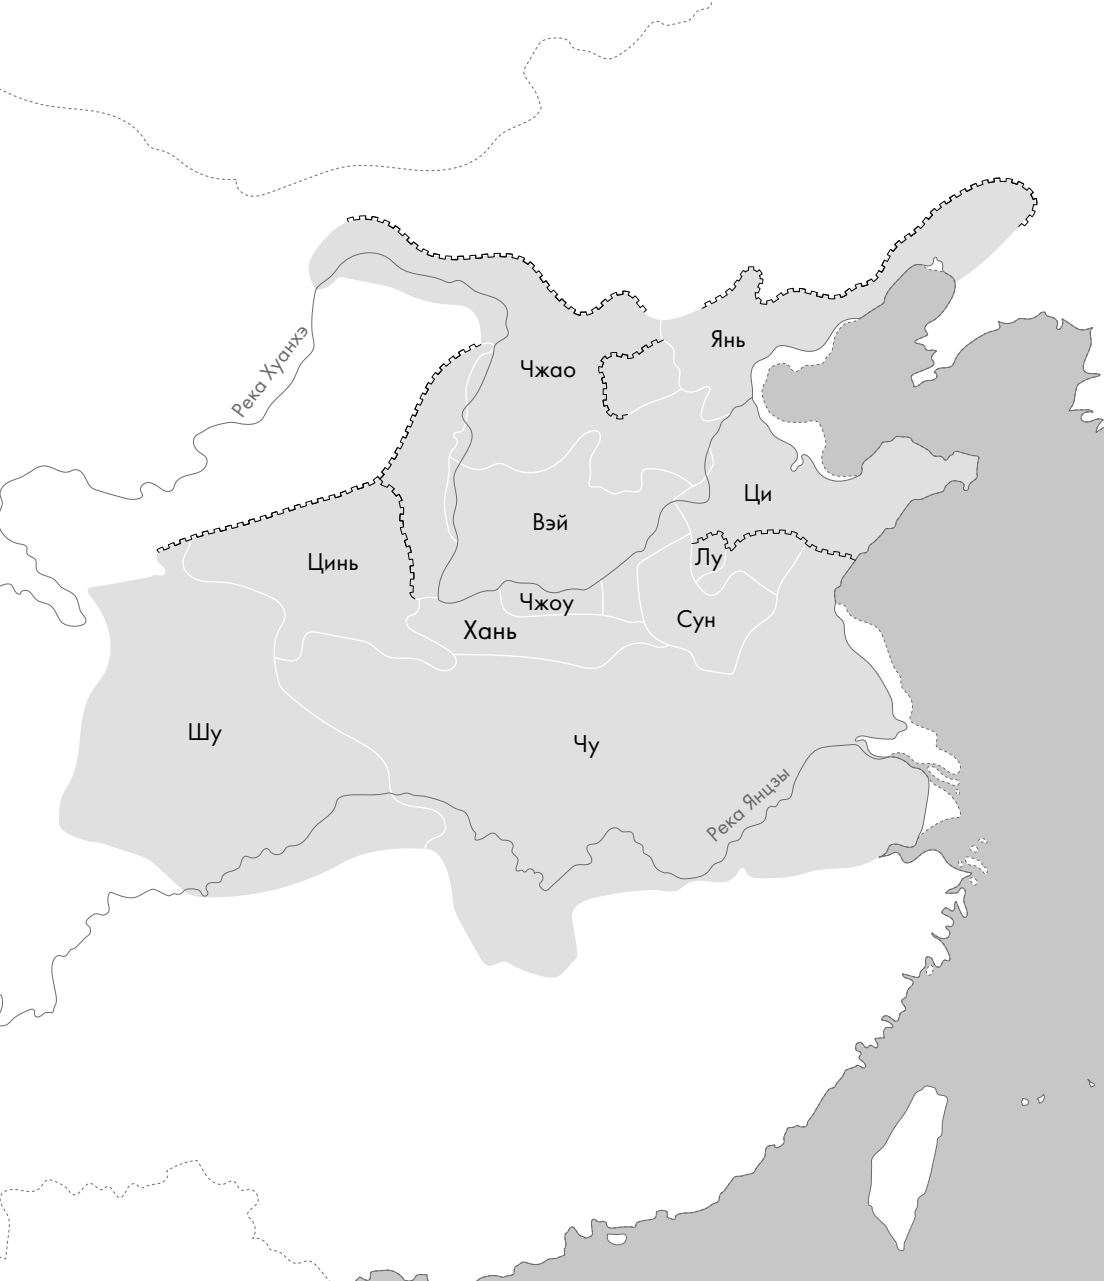 Река Хуанхэ
Янь
Чжао
Ци
Вэй
Лу
Цинь
Чжоу
Сун
Хань
Шу
Чу
Река Янцзы